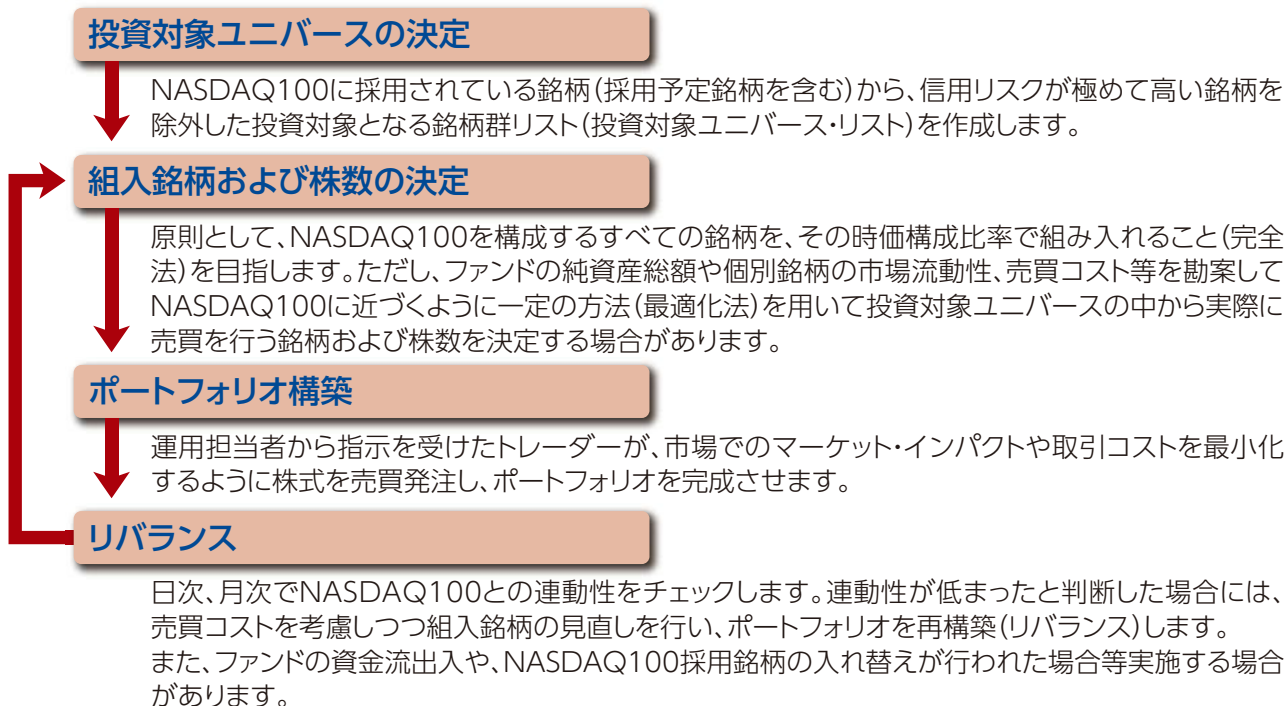 投資対象ユニバースの決定
NASDAQ100に採用されている銘柄(採用予定銘柄を含む)から、信用リスクが極めて高い銘柄を
除外した投資対象となる銘柄群リスト(投資対象ユニバース・リスト)を作成します。
組入銘柄および株数の決定
原則として、NASDAQ100を構成するすべての銘柄を、その時価構成比率で組み入れること(完全
法)を目指します。ただし、ファンドの純資産総額や個別銘柄の市場流動性、売買コスト等を勘案して
NASDAQ100に近づくように一定の方法(最適化法)を用いて投資対象ユニバースの中から実際に
売買を行う銘柄および株数を決定する場合があります。
ポートフォリオ構築
運用担当者から指示を受けたトレーダーが、市場でのマーケット・インパクトや取引コストを最小化
するように株式を売買発注し、ポートフォリオを完成させます。
リバランス
日次、月次でNASDAQ100との連動性をチェックします。連動性が低まったと判断した場合には、
売買コストを考慮しつつ組入銘柄の見直しを行い、ポートフォリオを再構築(リバランス)します。
また、ファンドの資金流出入や、NASDAQ100採用銘柄の入れ替えが行われた場合等実施する場合
があります。